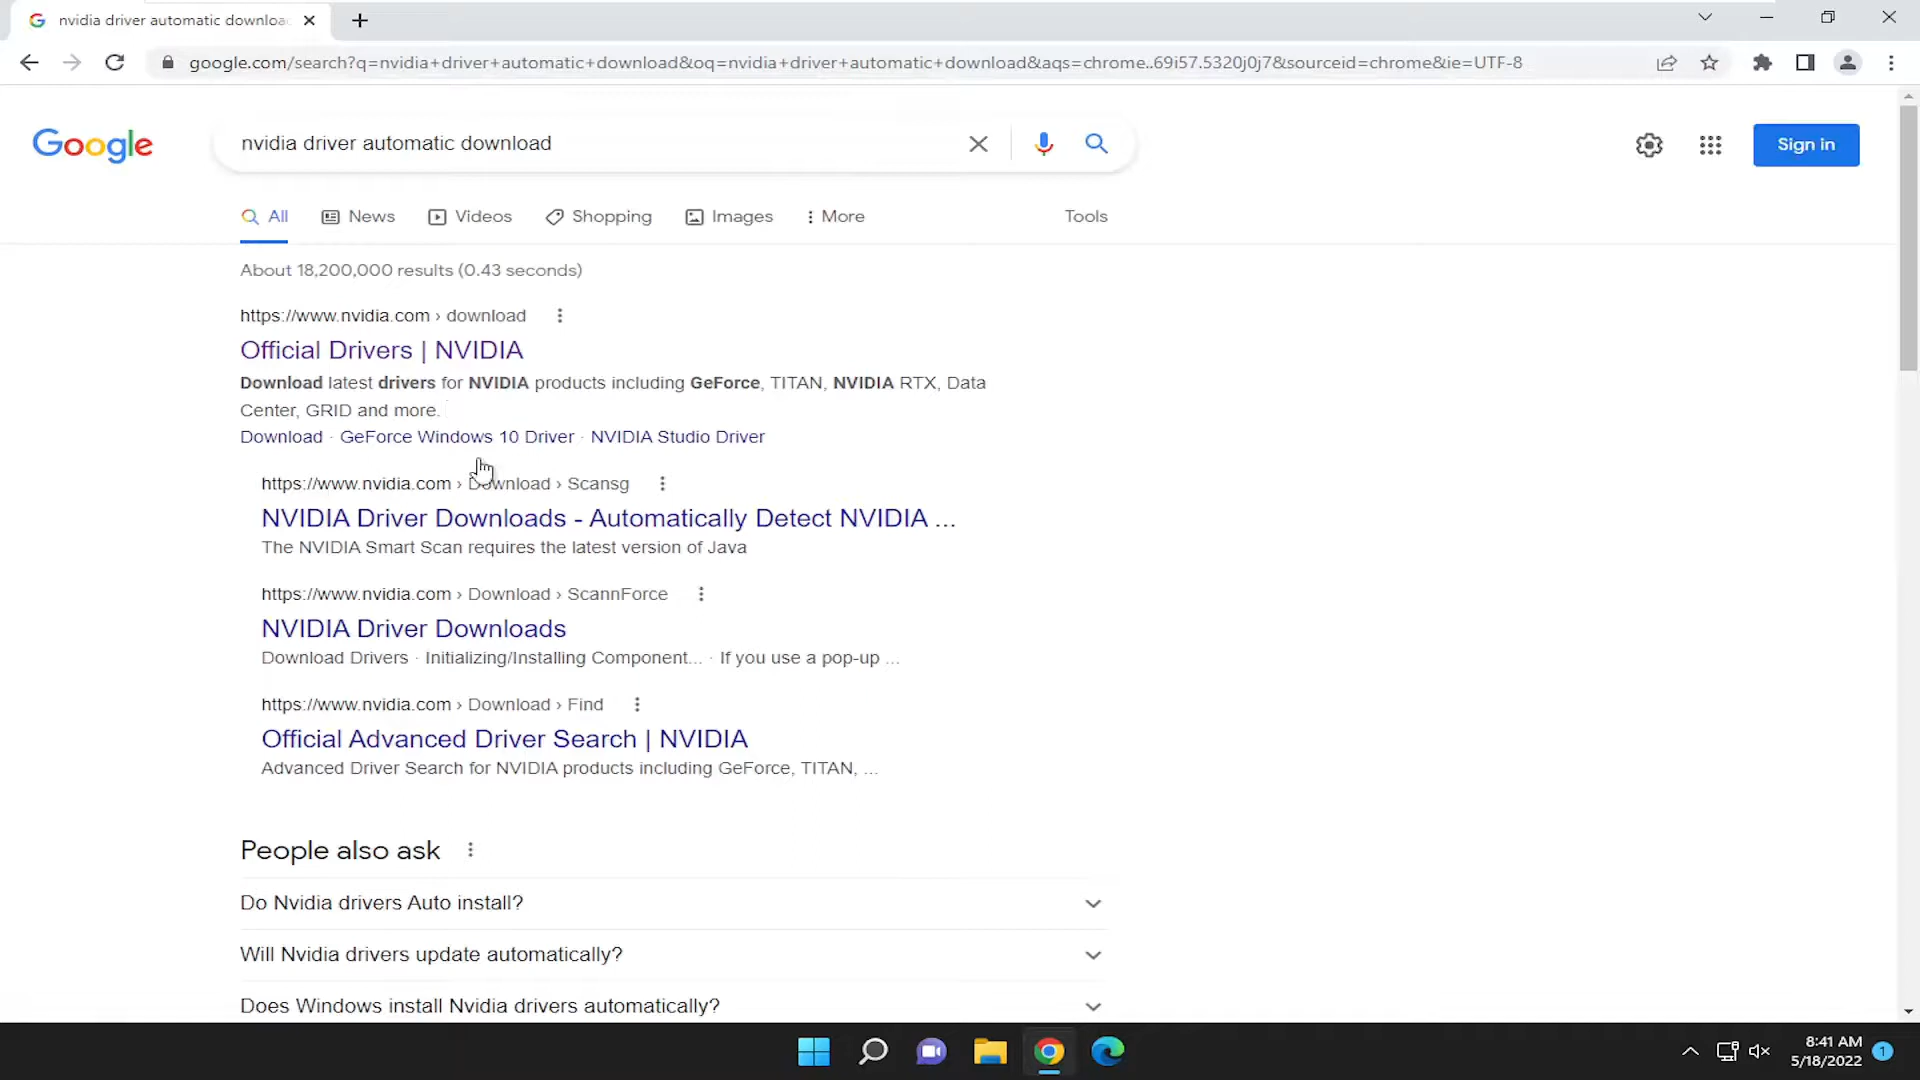 nvidia driver automatic downloa
google.com/search?q=nvidia+driver+automatic+download&oq=nvidia+driver+automatic+download&aqs=chrome..69i57.5320j0j7&sourceid=chrome&ie=UTF-8
Google
nvidia driver automatic download
Sign in
All
News
Videos
Shopping
Images
More
Tools
About 18,200,000 results (0.43 seconds)
https://www.nvidia.com › download
Official Drivers | NVIDIA
Download latest drivers for NVIDIA products including GeForce, TITAN, NVIDIA RTX, Data
Center, GRID and more.
Download · GeForce Windows 10 Driver · NVIDIA Studio Driver
https://www.nvidia.com › Download › Scansg
NVIDIA Driver Downloads - Automatically Detect NVIDIA ...
The NVIDIA Smart Scan requires the latest version of Java
https://www.nvidia.com › Download › ScannForce
NVIDIA Driver Downloads
Download Drivers · Initializing/Installing Component... · If you use a pop-up ...
https://www.nvidia.com › Download › Find
Official Advanced Driver Search | NVIDIA
Advanced Driver Search for NVIDIA products including GeForce, TITAN, ...
People also ask
Do Nvidia drivers Auto install?
Will Nvidia drivers update automatically?
Does Windows install Nvidia drivers automatically?
8:41 AM
5/18/2022
1